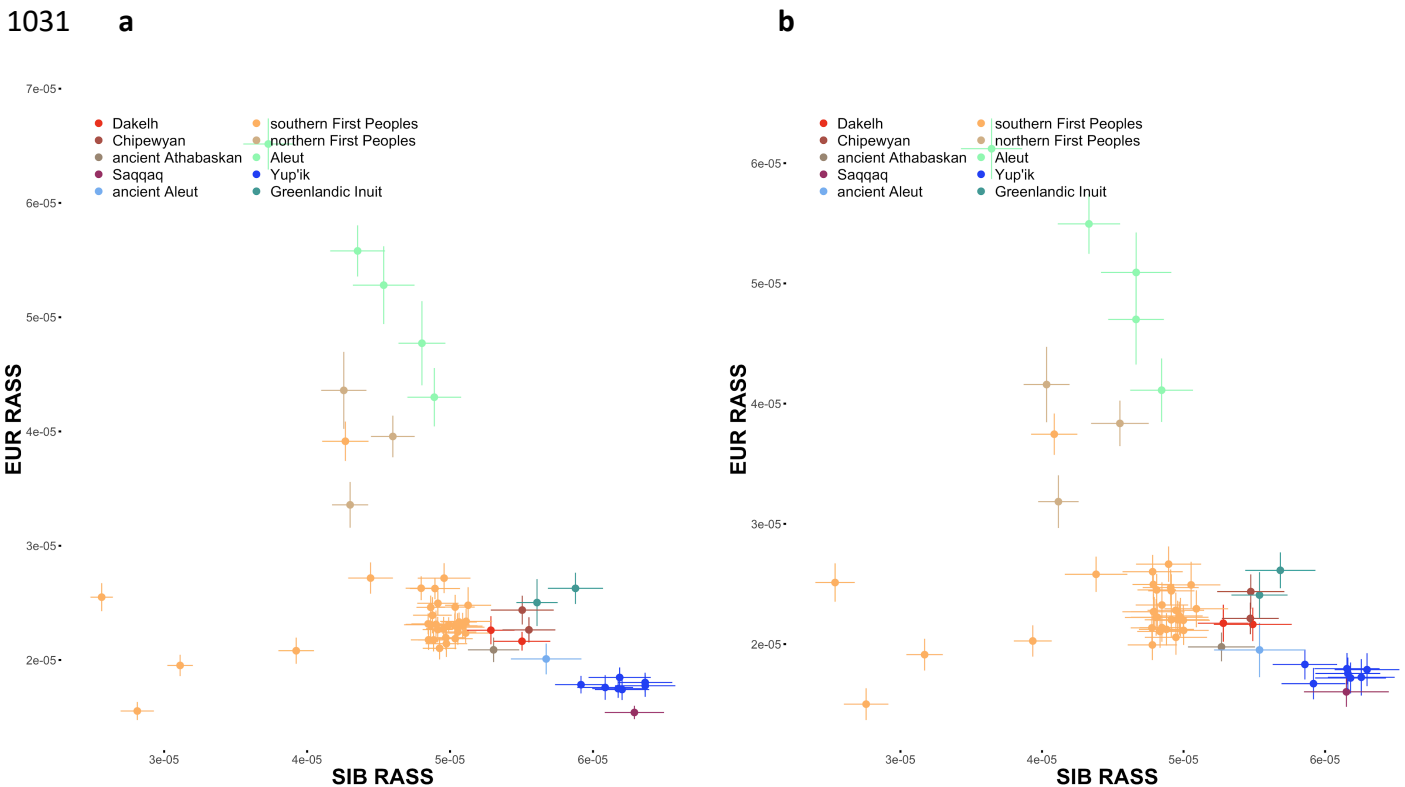 1031 a b
7e-05
6e-05
5e-05
4e-05
3e-05
2e-05
EUR RASS
Dakelh
Chipewyan
ancient Athabaskan
Saqqaq
ancient Aleut
southern First Peoples
northern First Peoples
Aleut
Yup'ik
Greenlandic Inuit
3e-05 4e-05 5e-05 6e-05
SIB RASS
6e-05
5e-05
4e-05
3e-05
2e-05
EUR RASS
Dakelh
Chipewyan
ancient Athabaskan
Saqqaq
ancient Aleut
southern First Peoples
northern First Peoples
Aleut
Yup'ik
Greenlandic Inuit
3e-05 4e-05 5e-05 6e-05
SIB RASS